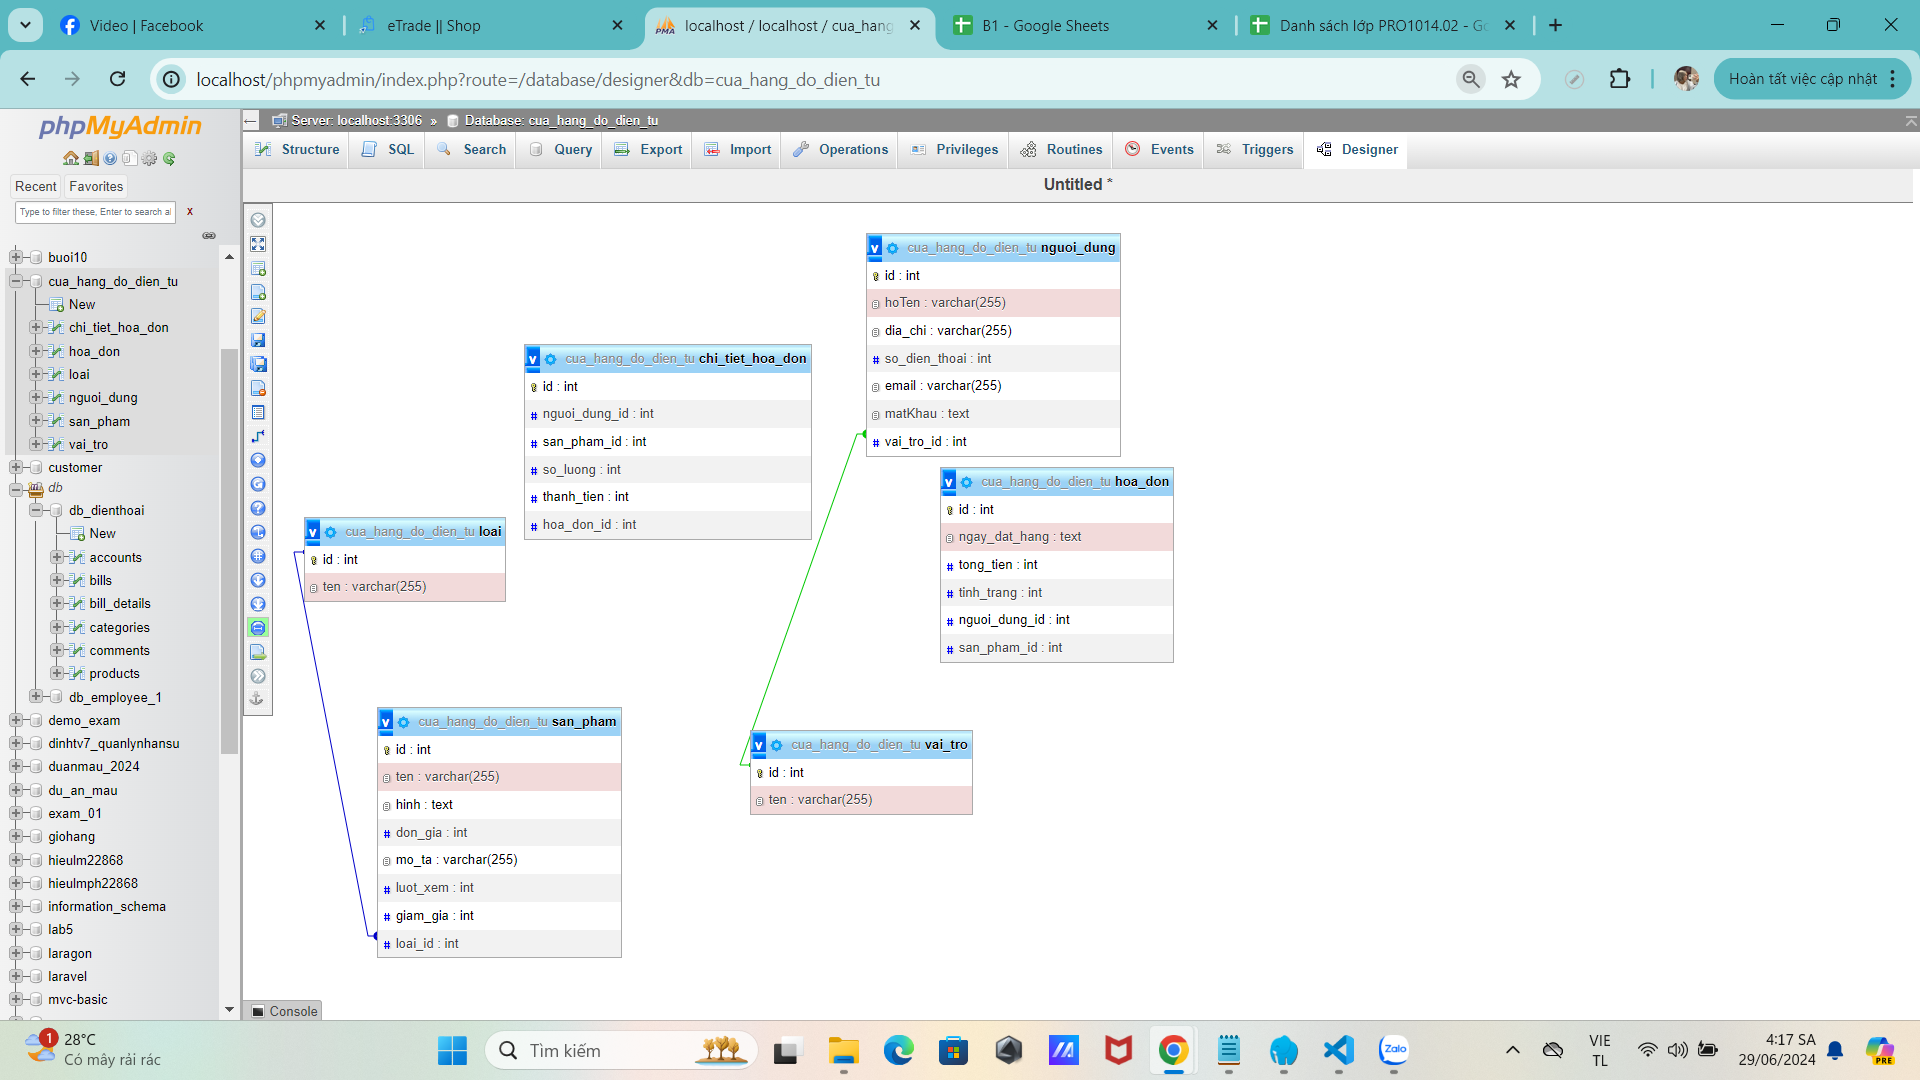 Video | Facebook
eTrade || Shop
localhost / localhost / cua_hang
B1 - Google Sheets
Danh sách lớp PRO1014.02 - Go
localhost/phpmyadmin/index.php?route=/database/designer&db=cua_hang_do_dien_tu
Hoàn tất việc cập nhật
phpMyAdmin
Recent
Favorites
Type to filter these, Enter to search al
X
buoi10
cua_hang_do_dien_tu
New
chi_tiet_hoa_don
hoa_don
loai
nguoi_dung
san_pham
vai_tro
customer
db
db_dienthoai
New
accounts
bills
bill_details
categories
comments
products
db_employee_1
demo_exam
dinhtv7_quanlynhansu
duanmau_2024
du_an_mau
exam_01
giohang
hieulm22868
hieulmph22868
information_schema
lab5
laragon
laravel
mvc-basic
Server: localhost:3306 » Database: cua_hang_do_dien_tu
Structure
SQL
Search
Query
Export
Import
Operations
Privileges
Routines
Events
Triggers
Designer
Untitled *
v cua_hang_do_dien_tu nguoi_dung
id : int
hoTen : varchar(255)
dia_chi : varchar(255)
# so_dien_thoai : int
email : varchar(255)
matKhau : text
# vai_tro_id : int
v cua_hang_do_dien_tu chi_tiet_hoa_don
id : int
# nguoi_dung_id : int
# san_pham_id : int
# so_luong : int
# thanh_tien : int
# hoa_don_id : int
v cua_hang_do_dien_tu hoa_don
id : int
ngay_dat_hang : text
# tong_tien : int
# tinh_trang : int
# nguoi_dung_id : int
# san_pham_id : int
v cua_hang_do_dien_tu loai
id : int
ten : varchar(255)
v cua_hang_do_dien_tu san_pham
id : int
ten : varchar(255)
hinh : text
# don_gia : int
mo_ta : varchar(255)
# luot_xem : int
# giam_gia : int
# loai_id : int
v cua_hang_do_dien_tu vai_tro
id : int
ten : varchar(255)
Console
1
28°C
Có mây rải rác
Tìm kiếm
Zalo
VIE
TL
4:17 SA
29/06/2024
PRE